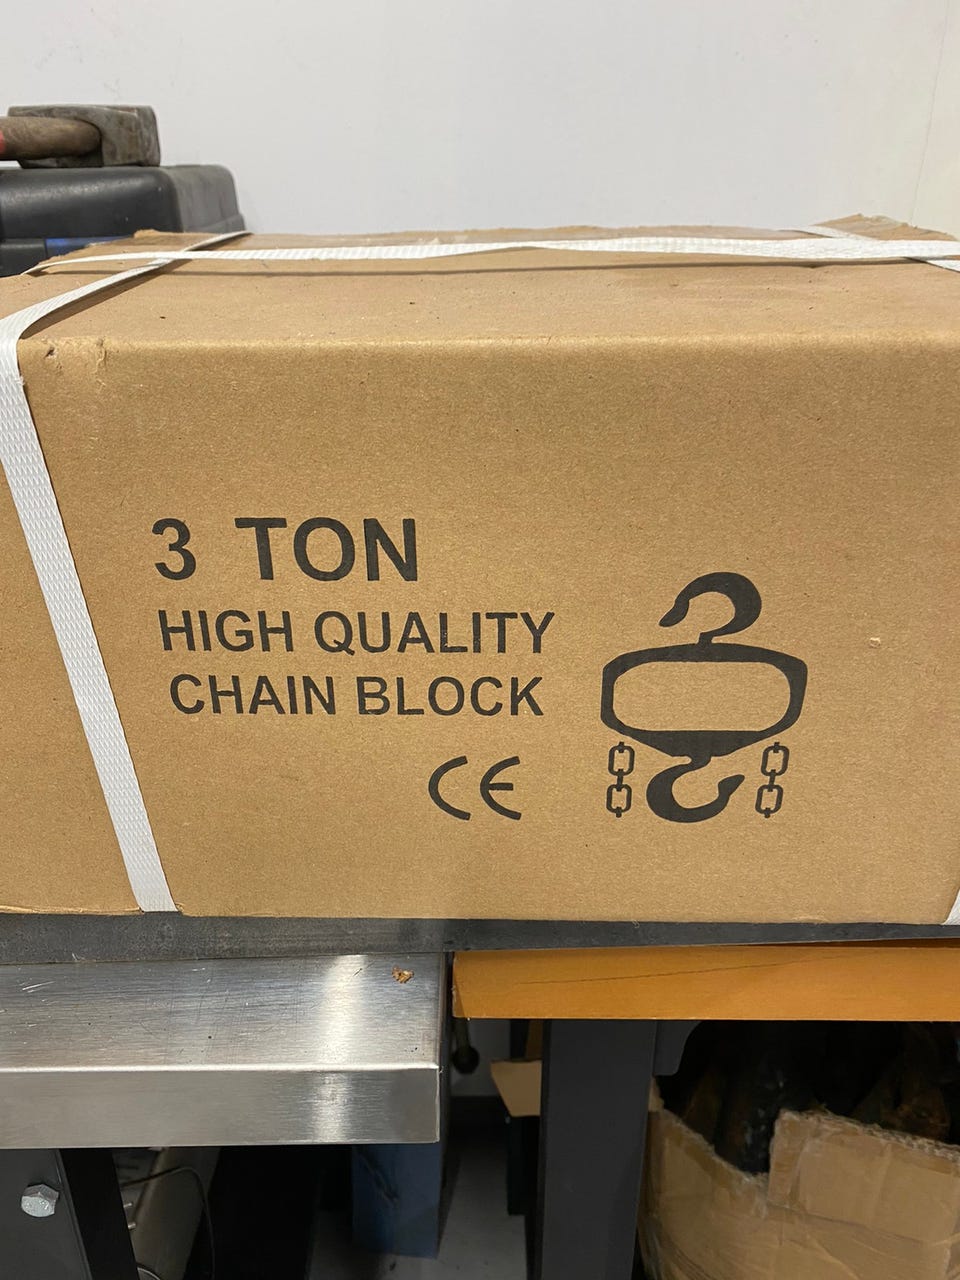 3 TON
HIGH QUALITY
CHAIN BLOCK
CE